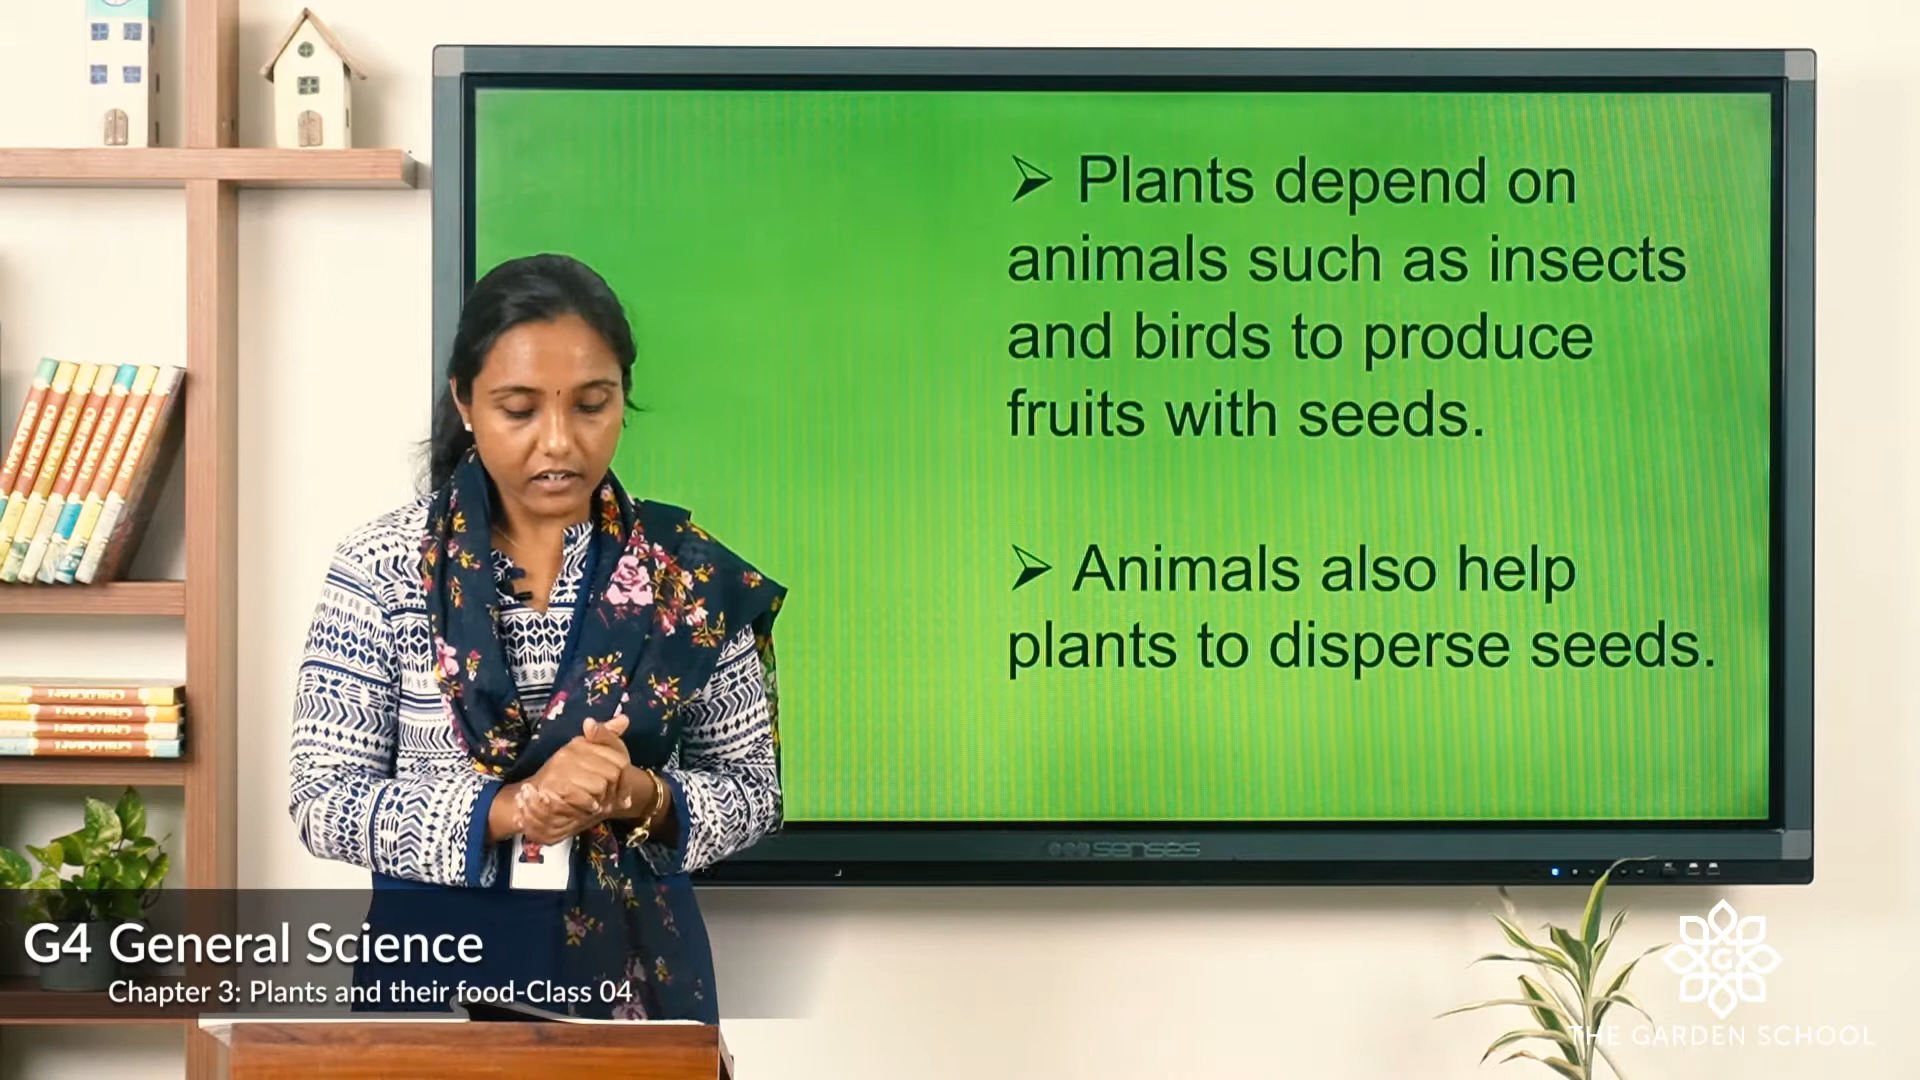 ➢ Plants depend on
animals such as insects
and birds to produce
fruits with seeds.
➢ Animals also help
plants to disperse seeds.
senses
G4 General Science
Chapter 3: Plants and their food-Class 04
G
THE GARDEN SCHOOL